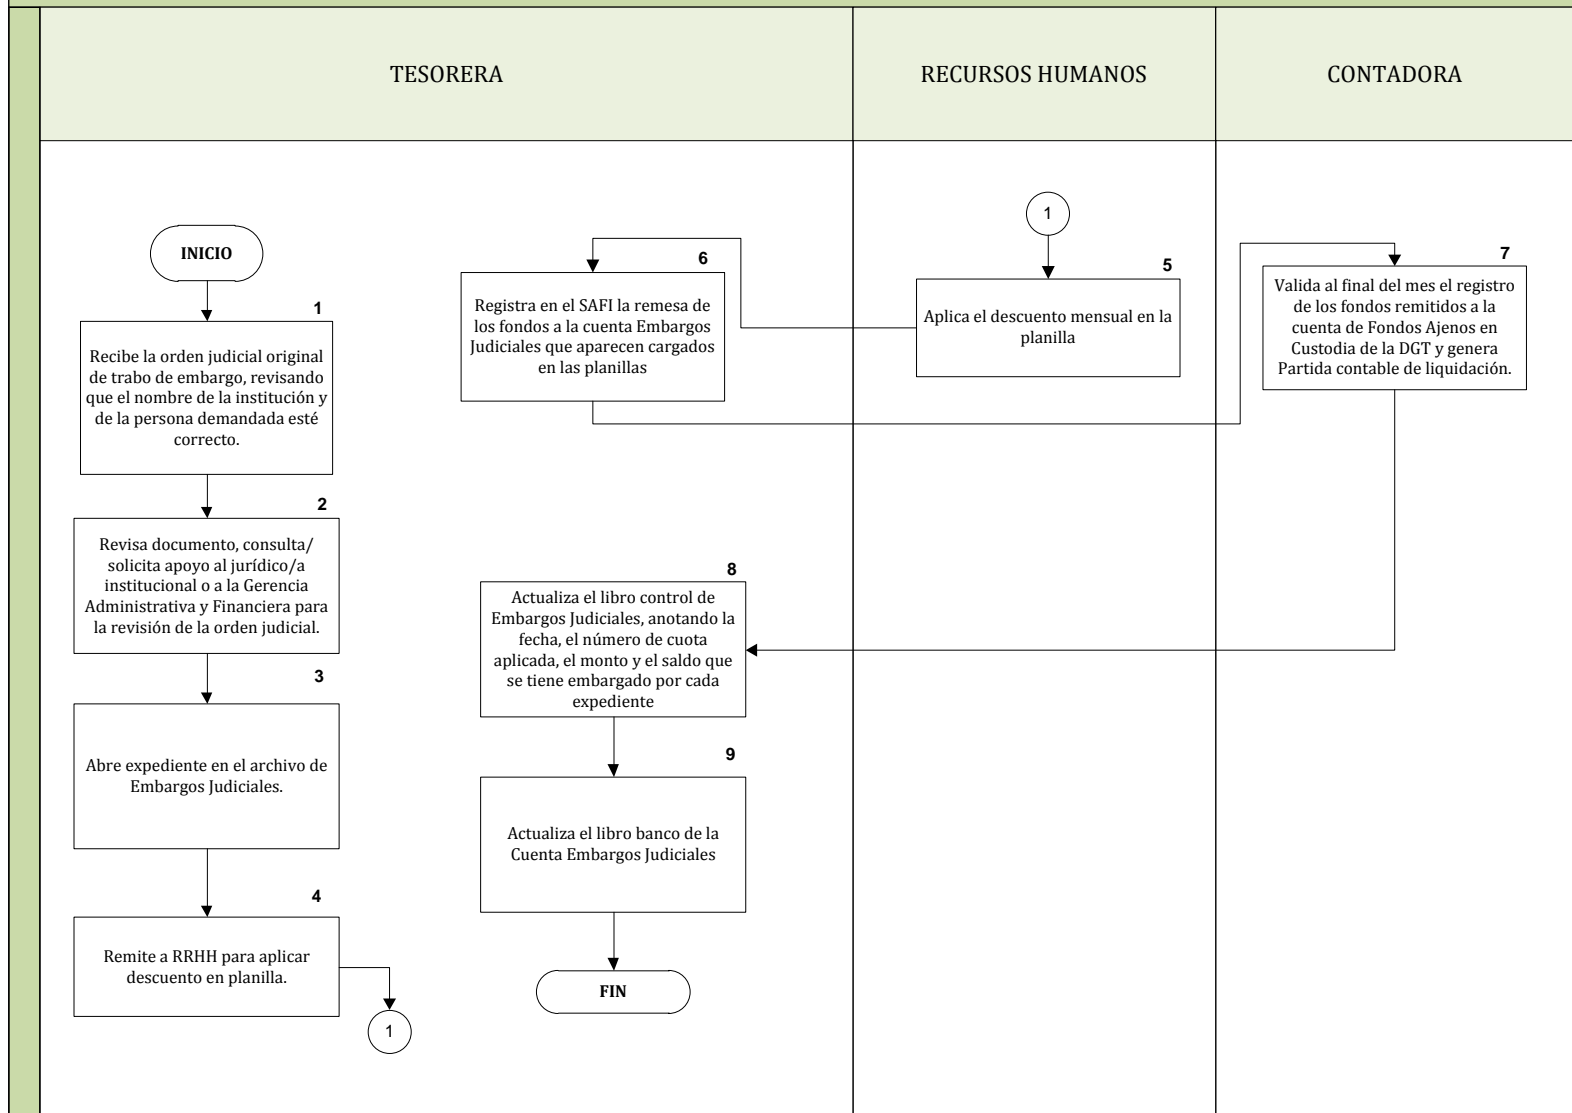 TESORERA
RECURSOS HUMANOS
CONTADORA
INICIO
1
Recibe la orden judicial original
de trabo de embargo, revisando
que el nombre de la institución y
de la persona demandada esté
correcto.
2
Revisa documento, consulta/
solicita apoyo al jurídico/a
institucional o a la Gerencia
Administrativa y Financiera para
la revisión de la orden judicial.
3
Abre expediente en el archivo de
Embargos Judiciales.
4
Remite a RRHH para aplicar
descuento en planilla.
1
1
5
Aplica el descuento mensual en la
planilla
6
Registra en el SAFI la remesa de
los fondos a la cuenta Embargos
Judiciales que aparecen cargados
en las planillas
7
Valida al final del mes el registro
de los fondos remitidos a la
cuenta de Fondos Ajenos en
Custodia de la DGT y genera
Partida contable de liquidación.
8
Actualiza el libro control de
Embargos Judiciales, anotando la
fecha, el número de cuota
aplicada, el monto y el saldo que
se tiene embargado por cada
expediente
9
Actualiza el libro banco de la
Cuenta Embargos Judiciales
FIN